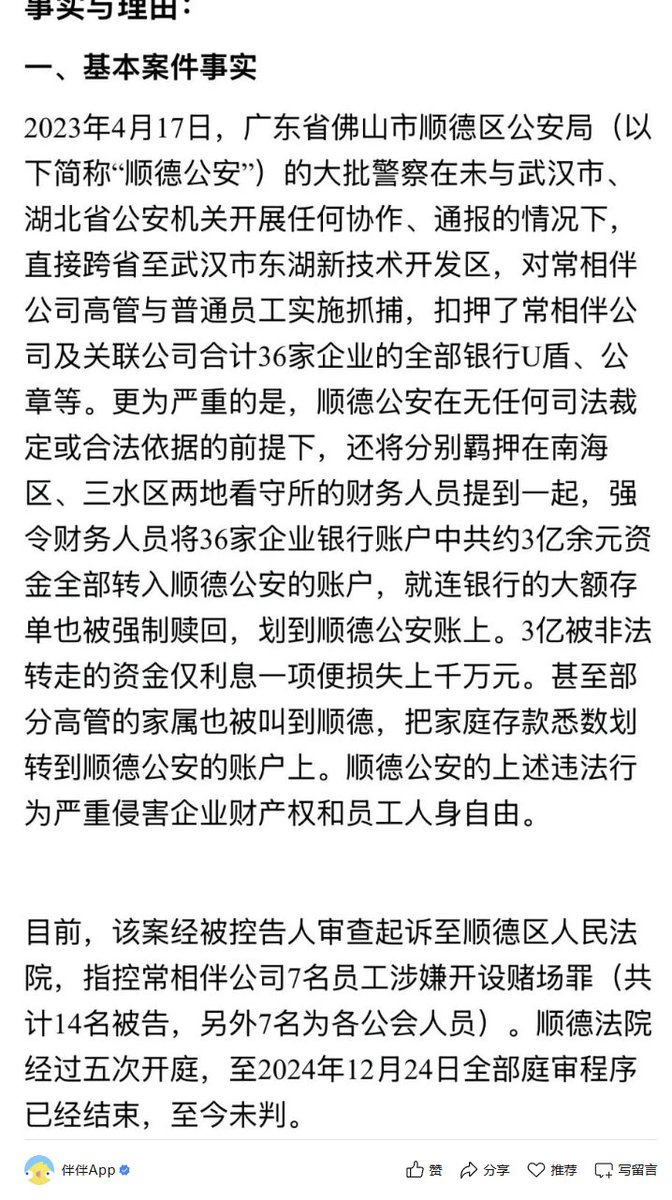 事实与理由：
一、基本案件事实
2023年4月17日，广东省佛山市顺德区公安局（以
下简称“顺德公安”）的大批警察在未与武汉市、
湖北省公安机关开展任何协作、通报的情况下，
直接跨省至武汉市东湖新技术开发区，对常相伴
公司高管与普通员工实施抓捕，扣押了常相伴公
司及关联公司合计36家企业的全部银行U盾、公
章等。更为严重的是，顺德公安在无任何司法裁
定或合法依据的前提下，还将分别羁押在南海
区、三水区两地看守所的财务人员提到一起，强
令财务人员将36家企业银行账户中共约3亿余元资
金全部转入顺德公安的账户，就连银行的大额存
单也被强制赎回，划到顺德公安账上。3亿被非法
转走的资金仅利息一项便损失上千万元。甚至部
分高管的家属也被叫到顺德，把家庭存款悉数划
转到顺德公安的账户上。顺德公安的上述违法行
为严重侵害企业财产权和员工人身自由。
目前，该案经被控告人审查起诉至顺德区人民法
院，指控常相伴公司7名员工涉嫌开设赌场罪（共
计14名被告，另外7名为各公会人员）。顺德法院
经过五次开庭，至2024年12月24日全部庭审程序
已经结束，至今未判。
伴伴App 赞 分享 推荐 写留言